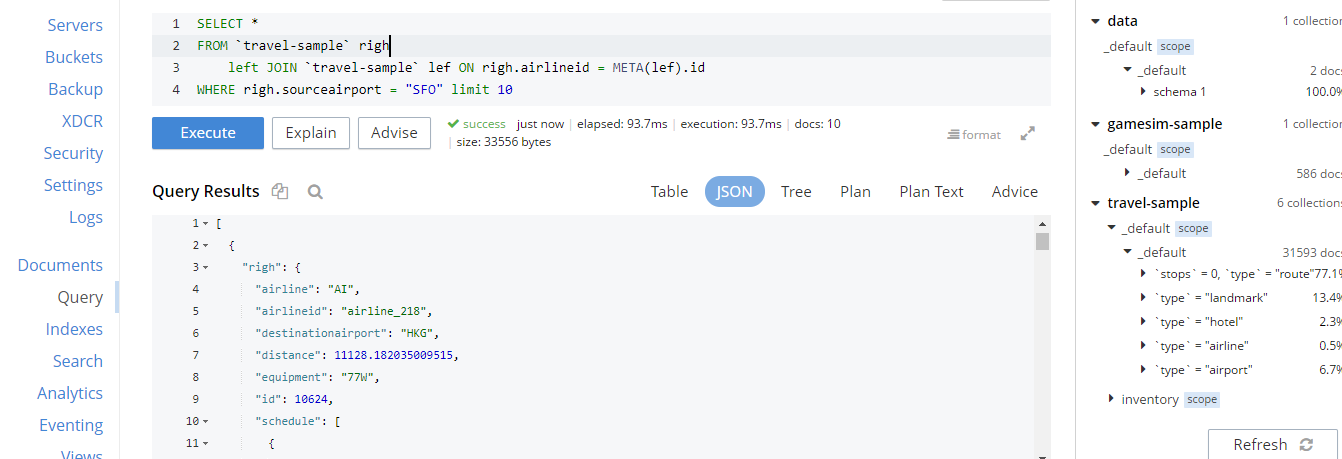 Servers
Buckets
Backup
XDCR
Security
Settings
Logs
Documents
Query
Indexes
Search
Analytics
Eventing
Views
1 SELECT *
2 FROM `travel-sample` righ
3 left JOIN `travel-sample` lef ON righ.airlineid = META(lef).id
4 WHERE righ.sourceairport = "SFO" limit 10
Execute Explain Advise
success just now | elapsed: 93.7ms | execution: 93.7ms | docs: 10
| size: 33556 bytes
format
Query Results
Table JSON Tree Plan Plan Text Advice
1 [
2 {
3 "righ": {
4 "airline": "AI",
5 "airlineid": "airline_218",
6 "destinationairport": "HKG",
7 "distance": 11128.182035009515,
8 "equipment": "77W",
9 "id": 10624,
10 "schedule": [
11 {
data 1 collection
_default scope
_default 2 docs
schema 1 100.0%
gamesim-sample 1 collection
_default scope
_default 586 docs
travel-sample 6 collections
_default scope
_default 31593 docs
`stops` = 0, `type` = "route" 77.1%
`type` = "landmark" 13.4%
`type` = "hotel" 2.3%
`type` = "airline" 0.5%
`type` = "airport" 6.7%
inventory scope
Refresh